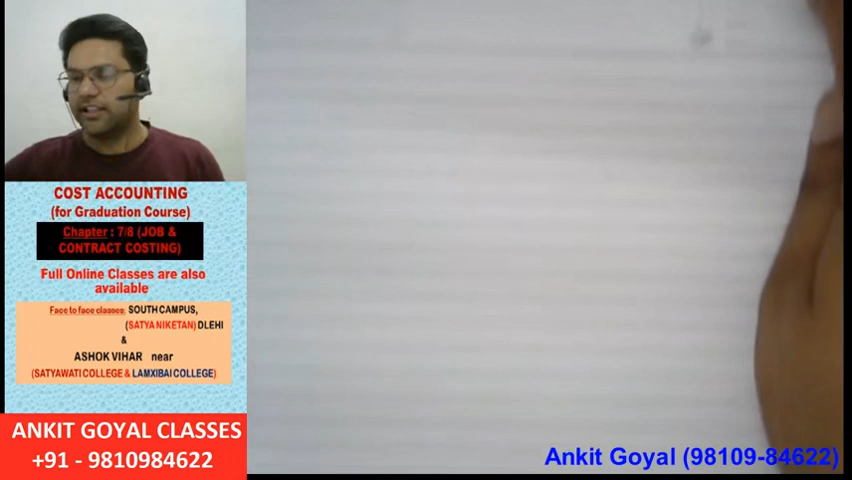 COST ACCOUNTING
(for Graduation Course)
Chapter : 7/8 (JOB &
CONTRACT COSTING)
Full Online Classes are also
available
Face to face classes: SOUTH CAMPUS,
(SATYA NIKETAN) DLEHI
&
ASHOK VIHAR near
(SATYAWATI COLLEGE & LAMXIBAI COLLEGE)
ANKIT GOYAL CLASSES
+91 - 9810984622
Ankit Goyal (98109-84622)